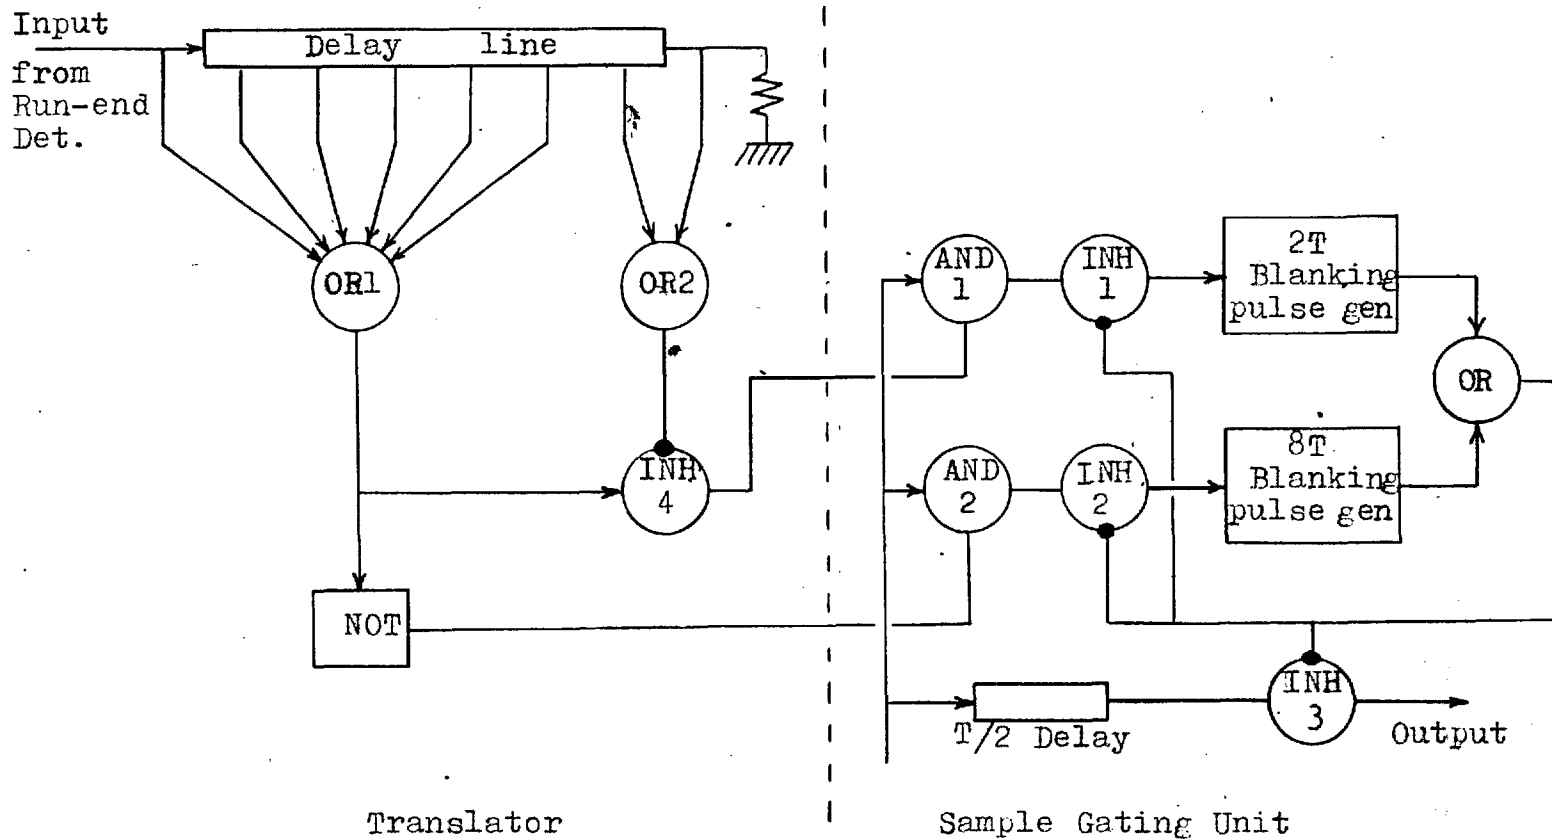 Input
from
Run-end
Det.
Delay line
OR1
OR2
INH
4
NOT
AND
1
INH
1
2T
Blanking
pulse gen
OR
AND
2
INH
2
8T
Blanking
pulse gen
T/2 Delay
INH
3
Output
Translator
Sample Gating Unit